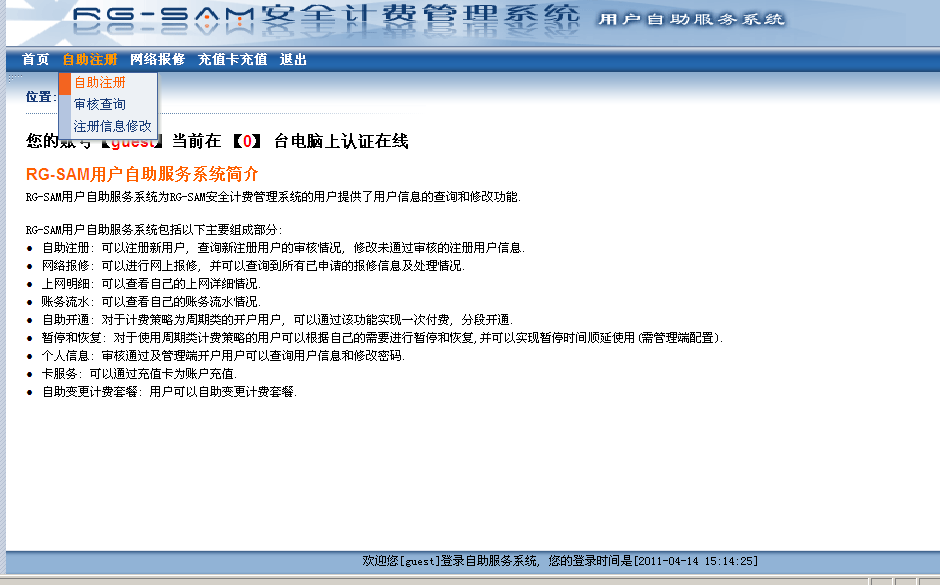 RG-SAM安全计费管理系统 用户自助服务系统
首页 自助注册 网络报修 充值卡充值 退出
自助注册
位置:
审核查询
注册信息修改
您的账号【guest】当前在 【0】 台电脑上认证在线
RG-SAM用户自助服务系统简介
RG-SAM用户自助服务系统为RG-SAM安全计费管理系统的用户提供了用户信息的查询和修改功能.
RG-SAM用户自助服务系统包括以下主要组成部分:
● 自助注册: 可以注册新用户, 查询新注册用户的审核情况, 修改未通过审核的注册用户信息.
● 网络报修: 可以进行网上报修, 并可以查询到所有已申请的报修信息及处理情况.
● 上网明细: 可以查看自己的上网详细情况.
● 账务流水: 可以查看自己的账务流水情况.
● 自助开通: 对于计费策略为周期类的开户用户, 可以通过该功能实现一次付费, 分段开通.
● 暂停和恢复: 对于使用周期类计费策略的用户可以根据自己的需要进行暂停和恢复,并可以实现暂停时间顺延使用(需管理端配置).
● 个人信息: 审核通过及管理端开户用户可以查询用户信息和修改密码.
● 卡服务: 可以通过充值卡为账户充值.
● 自助变更计费套餐: 用户可以自助变更计费套餐.
欢迎您[guest]登录自助服务系统, 您的登录时间是[2011-04-14 15:14:25]